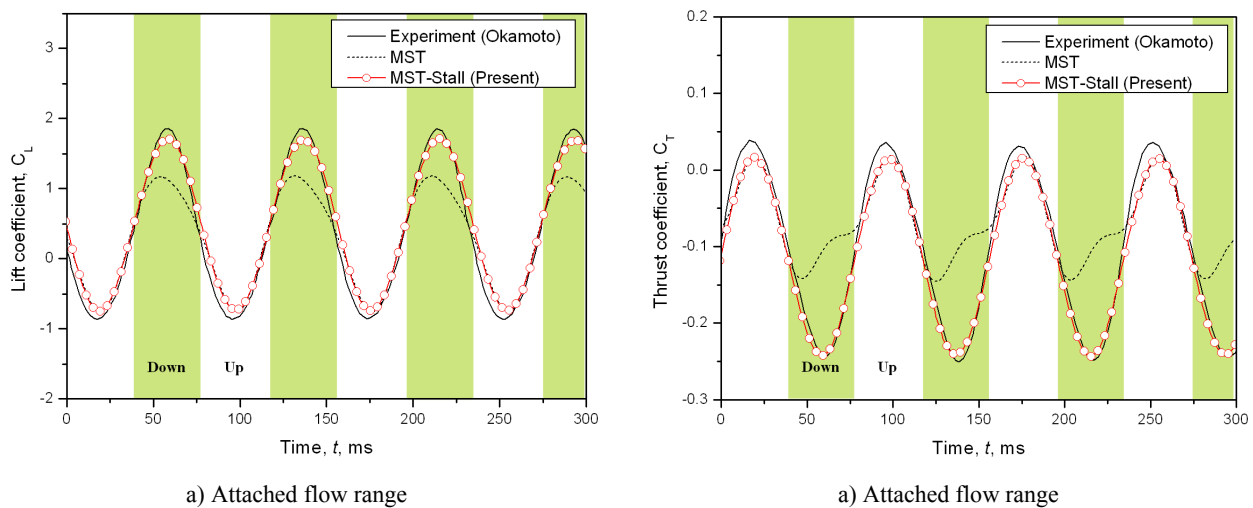 Experiment (Okamoto)
MST
MST-Stall (Present)
Lift coefficient, C_L
3
2
1
0
-1
-2
Down
Up
0
50
100
150
200
250
300
Time, t, ms
a) Attached flow range
Experiment (Okamoto)
MST
MST-Stall (Present)
Thrust coefficient, C_T
0.2
0.1
0.0
-0.1
-0.2
-0.3
Down
Up
0
50
100
150
200
250
300
Time, t, ms
a) Attached flow range